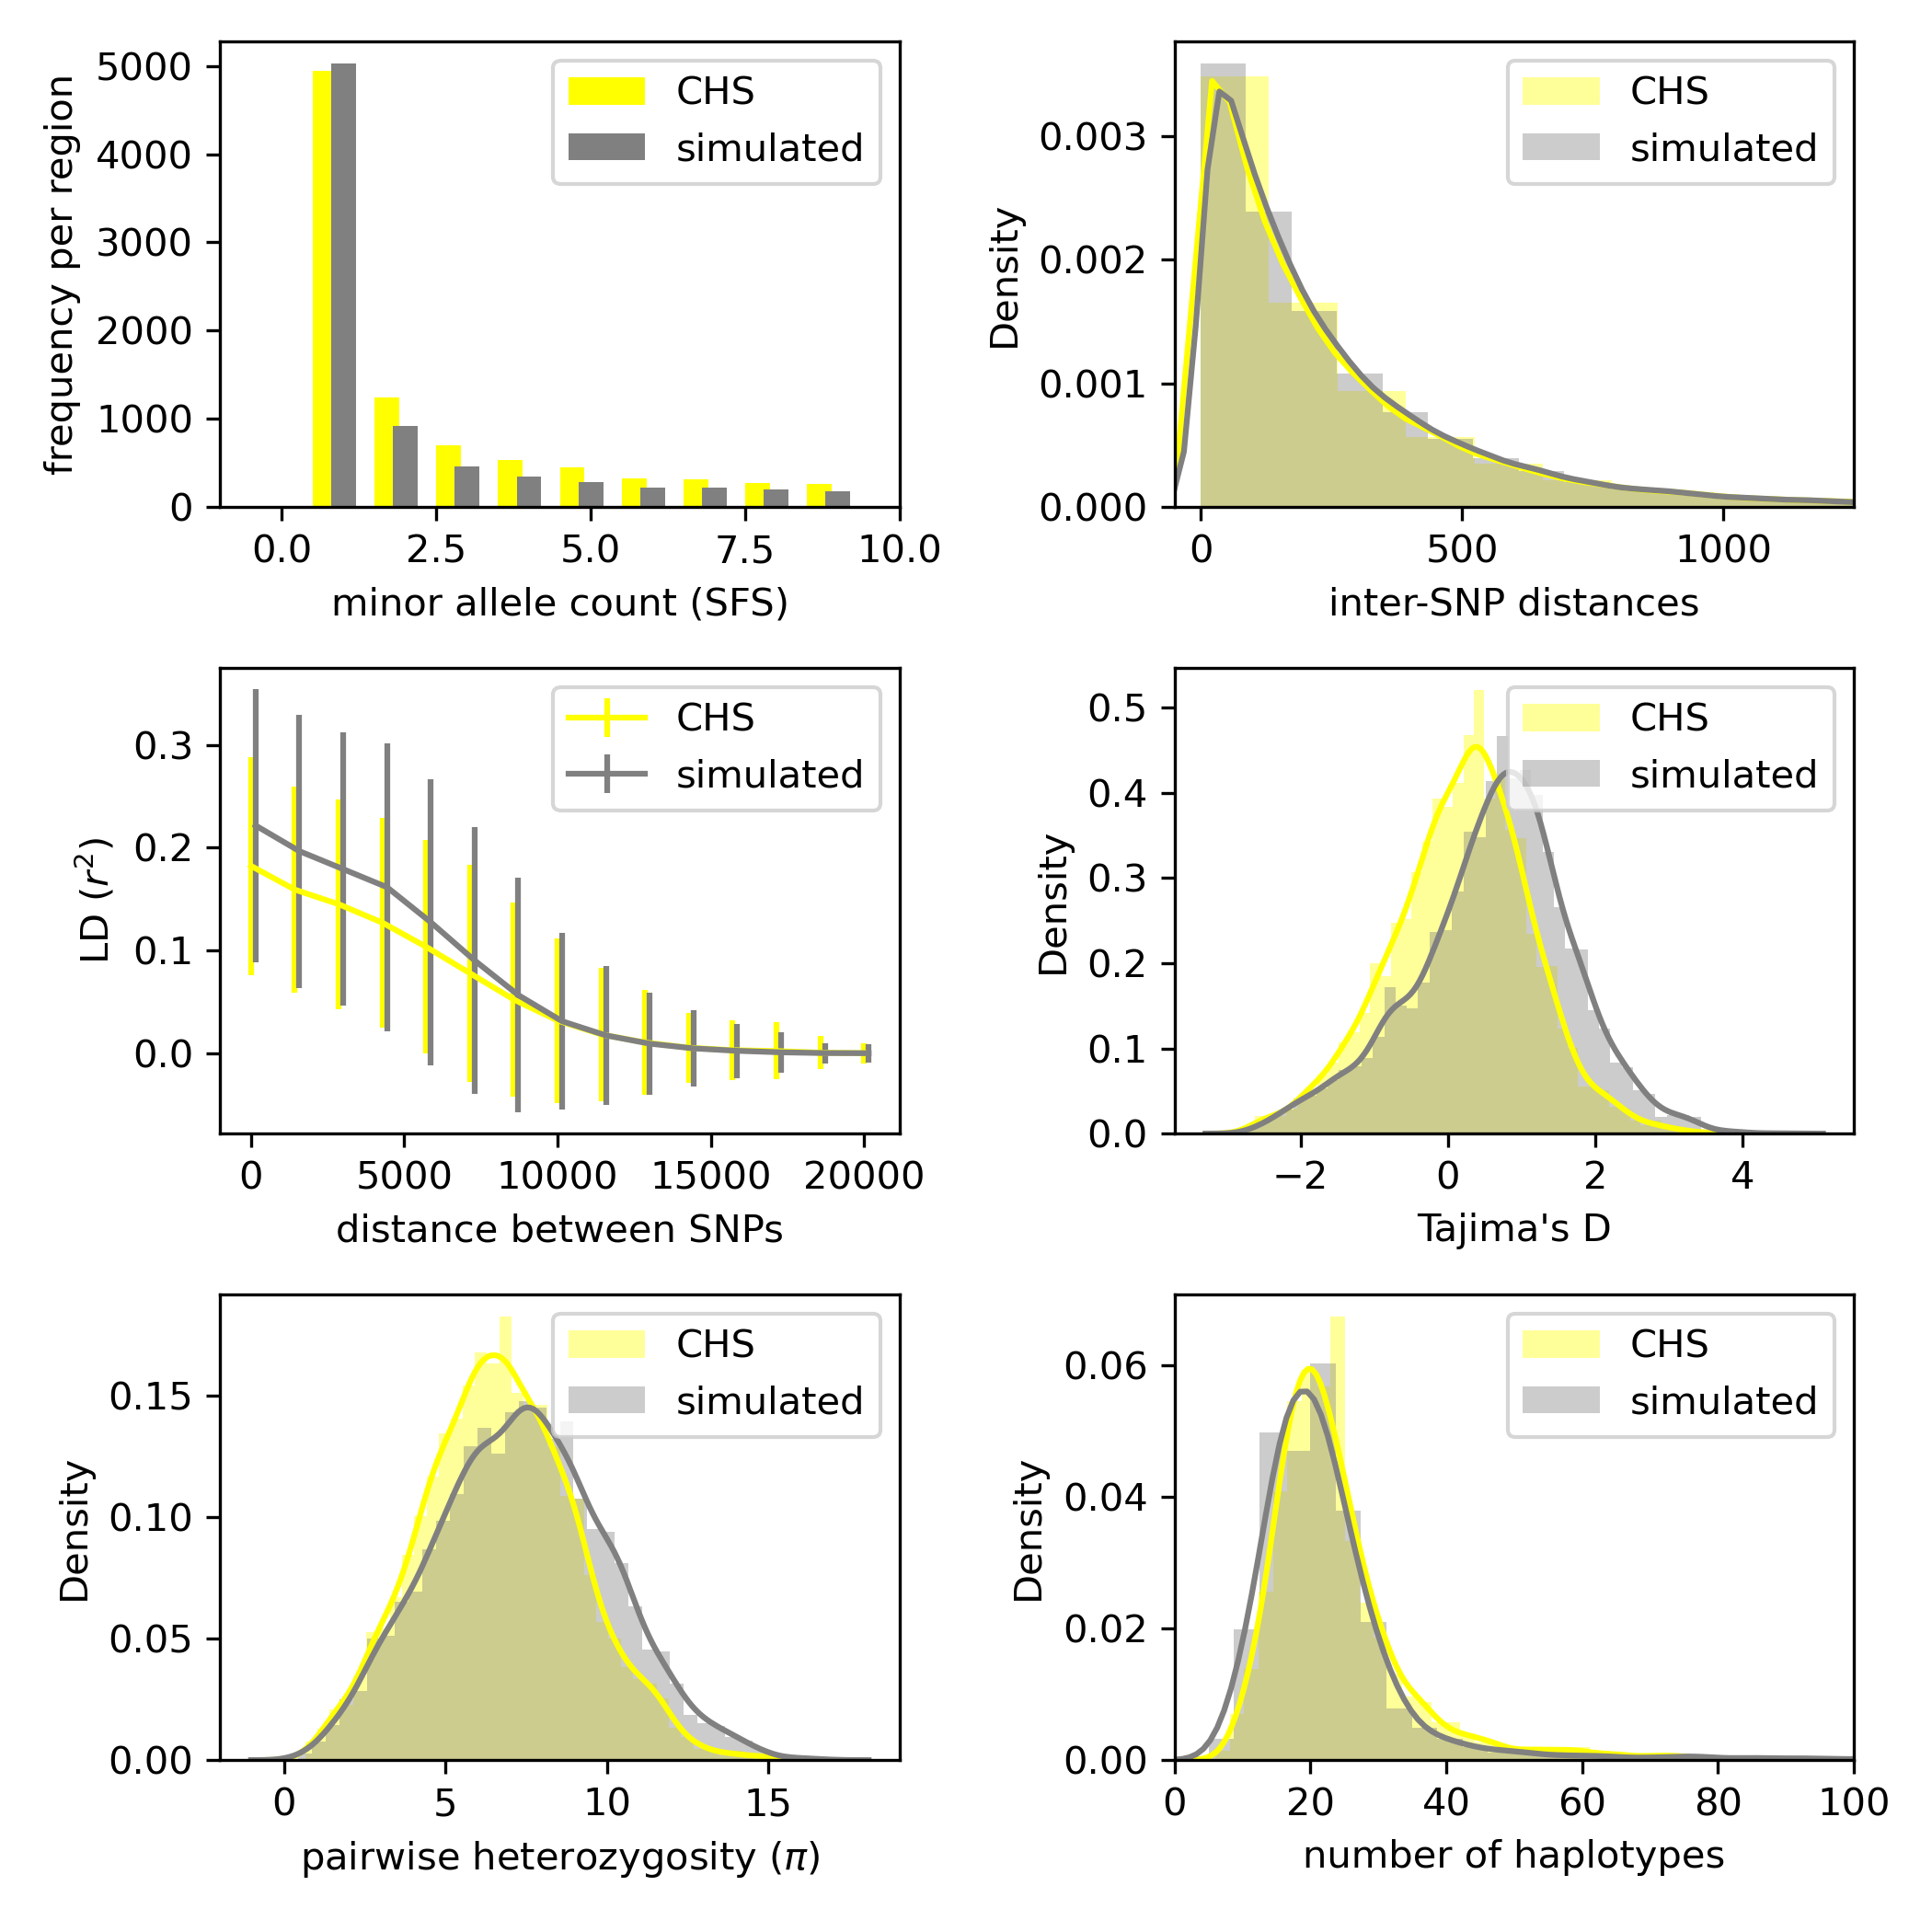 5000
4000
3000
2000
1000
0
frequency per region
0.0 2.5 5.0 7.5 10.0
minor allele count (SFS)
CHS
simulated
0.003
0.002
0.001
0.000
Density
0 500 1000
inter-SNP distances
CHS
simulated
0.3
0.2
0.1
0.0
LD (r²)
0 5000 10000 15000 20000
distance between SNPs
CHS
simulated
0.5
0.4
0.3
0.2
0.1
0.0
Density
−2 0 2 4
Tajima's D
CHS
simulated
0.15
0.10
0.05
0.00
Density
0 5 10 15
pairwise heterozygosity (π)
CHS
simulated
0.06
0.04
0.02
0.00
Density
0 20 40 60 80 100
number of haplotypes
CHS
simulated